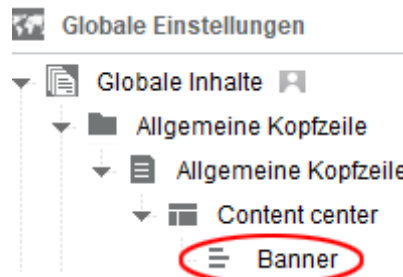 Globale Einstellungen
Globale Inhalte
Allgemeine Kopfzeile
Allgemeine Kopfzeile
Content center
Banner